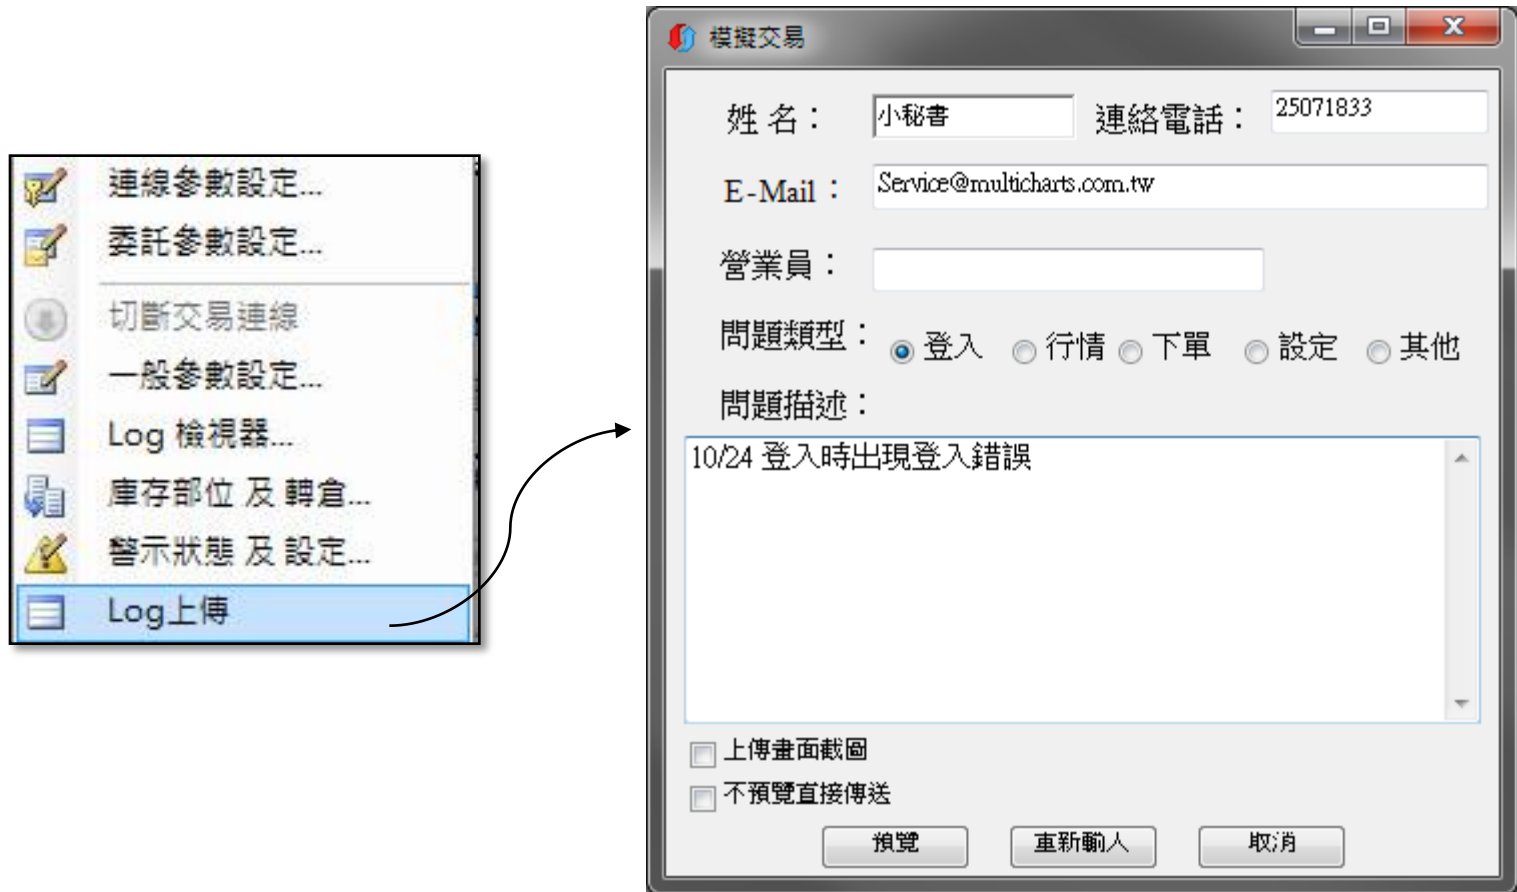 連線參數設定...
委託參數設定...
切斷交易連線
一般參數設定...
Log 檢視器...
庫存部位 及 轉倉...
警示狀態 及 設定...
Log上傳
模擬交易
姓 名： 小秘書 連絡電話： 25071833
E-Mail： Service@multicharts.com.tw
營業員：
問題類型： 登入 行情 下單 設定 其他
問題描述：
10/24 登入時出現登入錯誤
上傳畫面截圖
不預覽直接傳送
預覽 重新輸入 取消